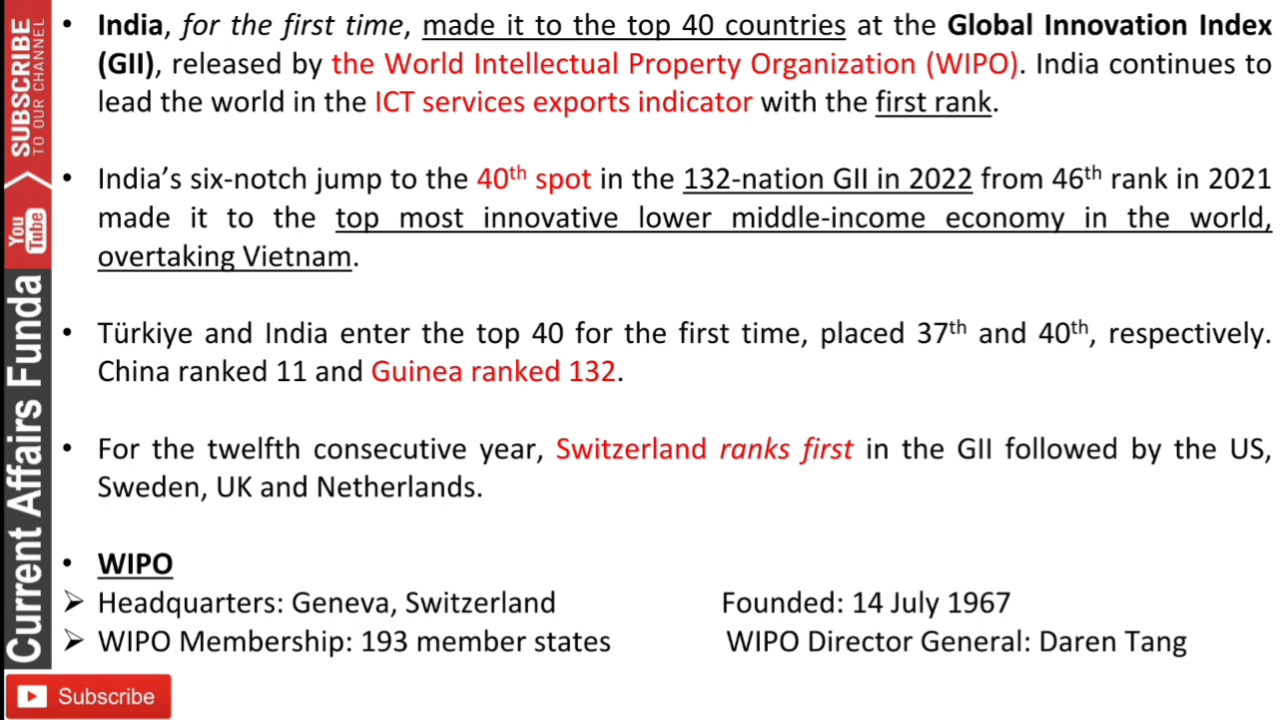 • India, for the first time, made it to the top 40 countries at the Global Innovation Index
(GII), released by the World Intellectual Property Organization (WIPO). India continues to
lead the world in the ICT services exports indicator with the first rank.
• India’s six-notch jump to the 40th spot in the 132-nation GII in 2022 from 46th rank in 2021
made it to the top most innovative lower middle-income economy in the world,
overtaking Vietnam.
• Türkiye and India enter the top 40 for the first time, placed 37th and 40th, respectively.
China ranked 11 and Guinea ranked 132.
• For the twelfth consecutive year, Switzerland ranks first in the GII followed by the US,
Sweden, UK and Netherlands.
• WIPO
➢ Headquarters: Geneva, Switzerland Founded: 14 July 1967
➢ WIPO Membership: 193 member states WIPO Director General: Daren Tang
SUBSCRIBE
TO OUR CHANNEL
You
Tube
Current Affairs Funda
Subscribe